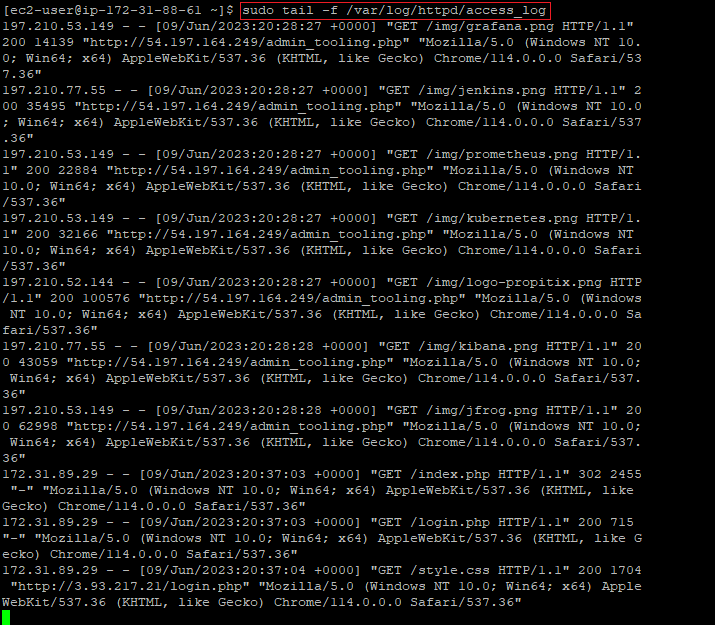 [ec2-user@ip-172-31-88-61 ~]$ sudo tail -f /var/log/httpd/access_log
197.210.53.149 - - [09/Jun/2023:20:28:27 +0000] "GET /img/grafana.png HTTP/1.1"
200 14139 "http://54.197.164.249/admin_tooling.php" "Mozilla/5.0 (Windows NT 10.
0; Win64; x64) AppleWebKit/537.36 (KHTML, like Gecko) Chrome/114.0.0.0 Safari/53
7.36"
197.210.77.55 - - [09/Jun/2023:20:28:27 +0000] "GET /img/jenkins.png HTTP/1.1" 2
00 35495 "http://54.197.164.249/admin_tooling.php" "Mozilla/5.0 (Windows NT 10.0
; Win64; x64) AppleWebKit/537.36 (KHTML, like Gecko) Chrome/114.0.0.0 Safari/537
.36"
197.210.53.149 - - [09/Jun/2023:20:28:27 +0000] "GET /img/prometheus.png HTTP/1.
1" 200 22884 "http://54.197.164.249/admin_tooling.php" "Mozilla/5.0 (Windows NT
10.0; Win64; x64) AppleWebKit/537.36 (KHTML, like Gecko) Chrome/114.0.0.0 Safari
/537.36"
197.210.53.149 - - [09/Jun/2023:20:28:27 +0000] "GET /img/kubernetes.png HTTP/1.
1" 200 32166 "http://54.197.164.249/admin_tooling.php" "Mozilla/5.0 (Windows NT
10.0; Win64; x64) AppleWebKit/537.36 (KHTML, like Gecko) Chrome/114.0.0.0 Safari
/537.36"
197.210.52.144 - - [09/Jun/2023:20:28:27 +0000] "GET /img/logo-propitix.png HTTP
/1.1" 200 100576 "http://54.197.164.249/admin_tooling.php" "Mozilla/5.0 (Windows
 NT 10.0; Win64; x64) AppleWebKit/537.36 (KHTML, like Gecko) Chrome/114.0.0.0 Sa
fari/537.36"
197.210.77.55 - - [09/Jun/2023:20:28:28 +0000] "GET /img/kibana.png HTTP/1.1" 20
0 43059 "http://54.197.164.249/admin_tooling.php" "Mozilla/5.0 (Windows NT 10.0;
 Win64; x64) AppleWebKit/537.36 (KHTML, like Gecko) Chrome/114.0.0.0 Safari/537.
36"
197.210.53.149 - - [09/Jun/2023:20:28:28 +0000] "GET /img/jfrog.png HTTP/1.1" 20
0 62998 "http://54.197.164.249/admin_tooling.php" "Mozilla/5.0 (Windows NT 10.0;
 Win64; x64) AppleWebKit/537.36 (KHTML, like Gecko) Chrome/114.0.0.0 Safari/537.
36"
172.31.89.29 - - [09/Jun/2023:20:37:03 +0000] "GET /index.php HTTP/1.1" 302 2455
 "-" "Mozilla/5.0 (Windows NT 10.0; Win64; x64) AppleWebKit/537.36 (KHTML, like
Gecko) Chrome/114.0.0.0 Safari/537.36"
172.31.89.29 - - [09/Jun/2023:20:37:03 +0000] "GET /login.php HTTP/1.1" 200 715
"-" "Mozilla/5.0 (Windows NT 10.0; Win64; x64) AppleWebKit/537.36 (KHTML, like G
ecko) Chrome/114.0.0.0 Safari/537.36"
172.31.89.29 - - [09/Jun/2023:20:37:04 +0000] "GET /style.css HTTP/1.1" 200 1704
 "http://3.93.217.21/login.php" "Mozilla/5.0 (Windows NT 10.0; Win64; x64) Apple
WebKit/537.36 (KHTML, like Gecko) Chrome/114.0.0.0 Safari/537.36"